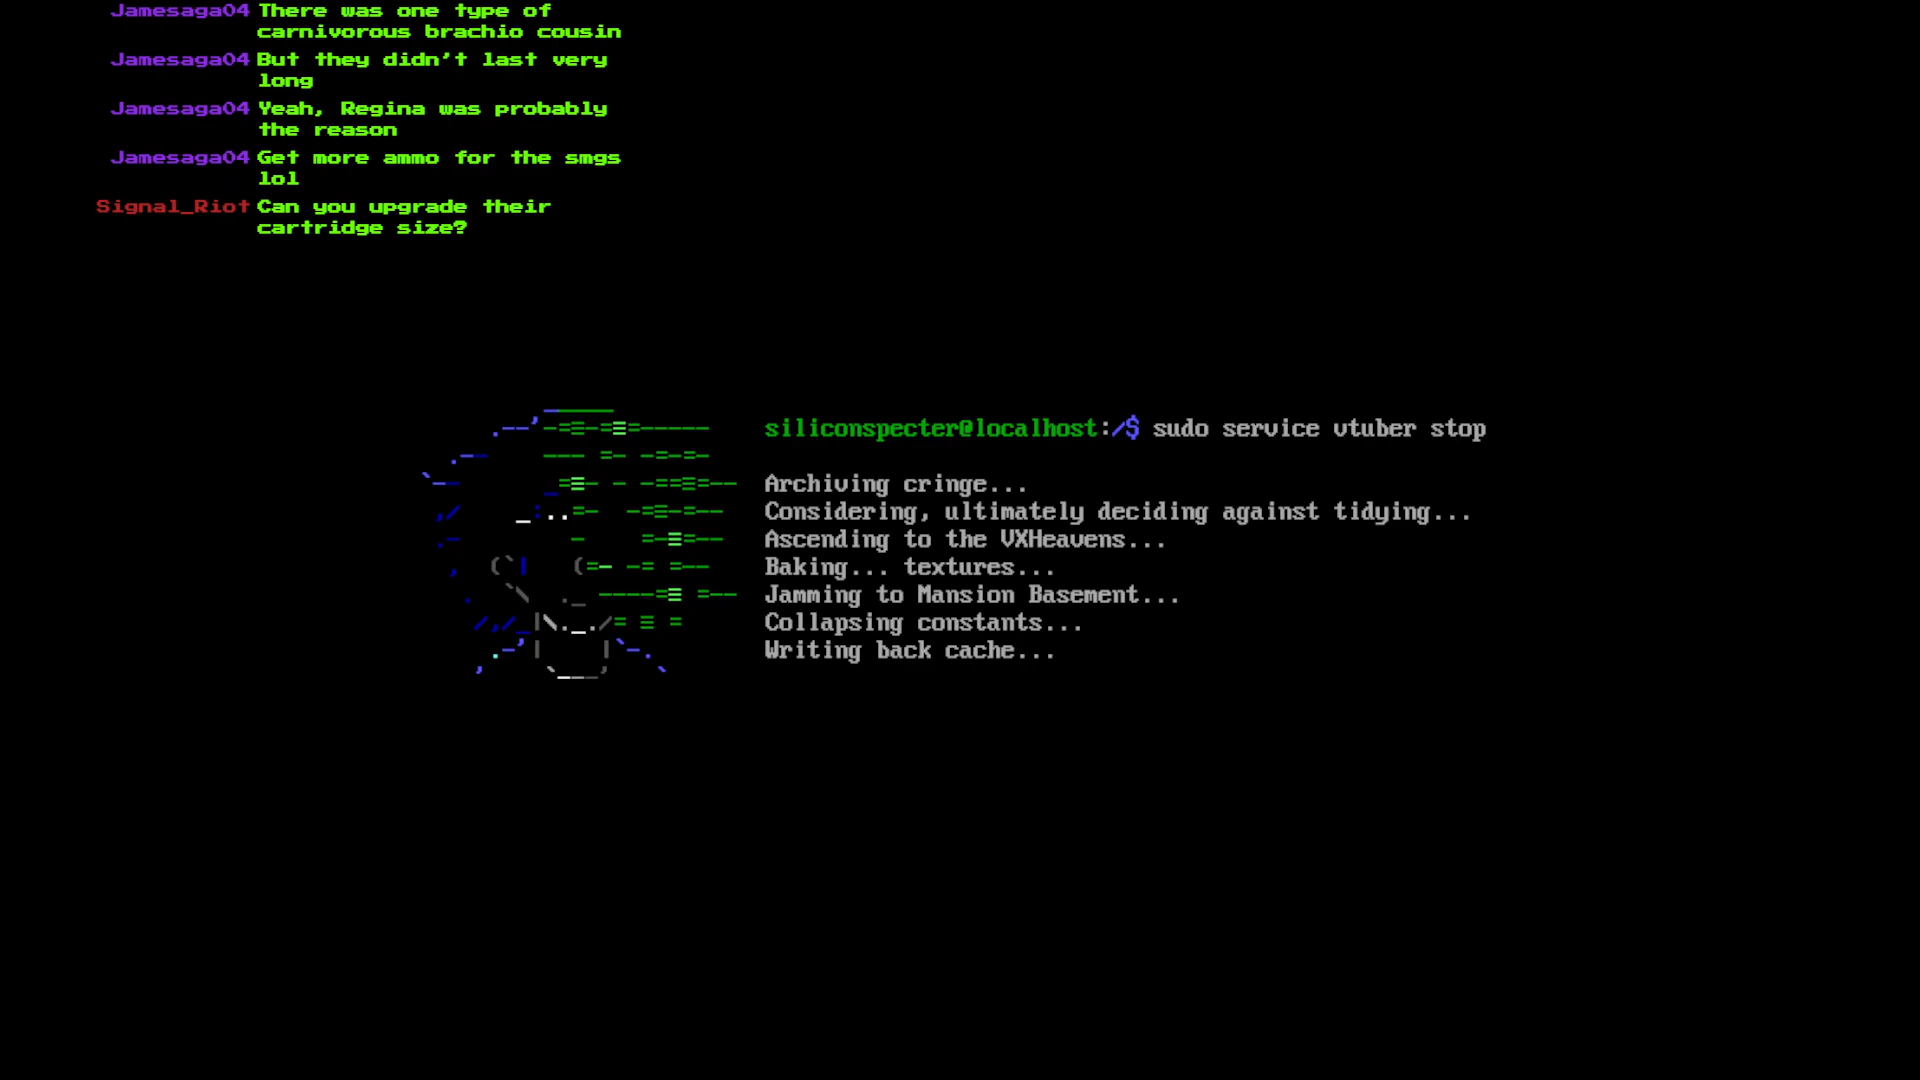 Jamesaga04 There was one type of
carnivorous brachio cousin
Jamesaga04 But they didn't last very
long
Jamesaga04 Yeah, Regina was probably
the reason
Jamesaga04 Get more ammo for the smgs
lol
Signal_Riot Can you upgrade their
cartridge size?
siliconspecter@localhost:/$ sudo service vtuber stop
Archiving cringe...
Considering, ultimately deciding against tidying...
Ascending to the VXHeavens...
Baking... textures...
Jamming to Mansion Basement...
Collapsing constants...
Writing back cache...